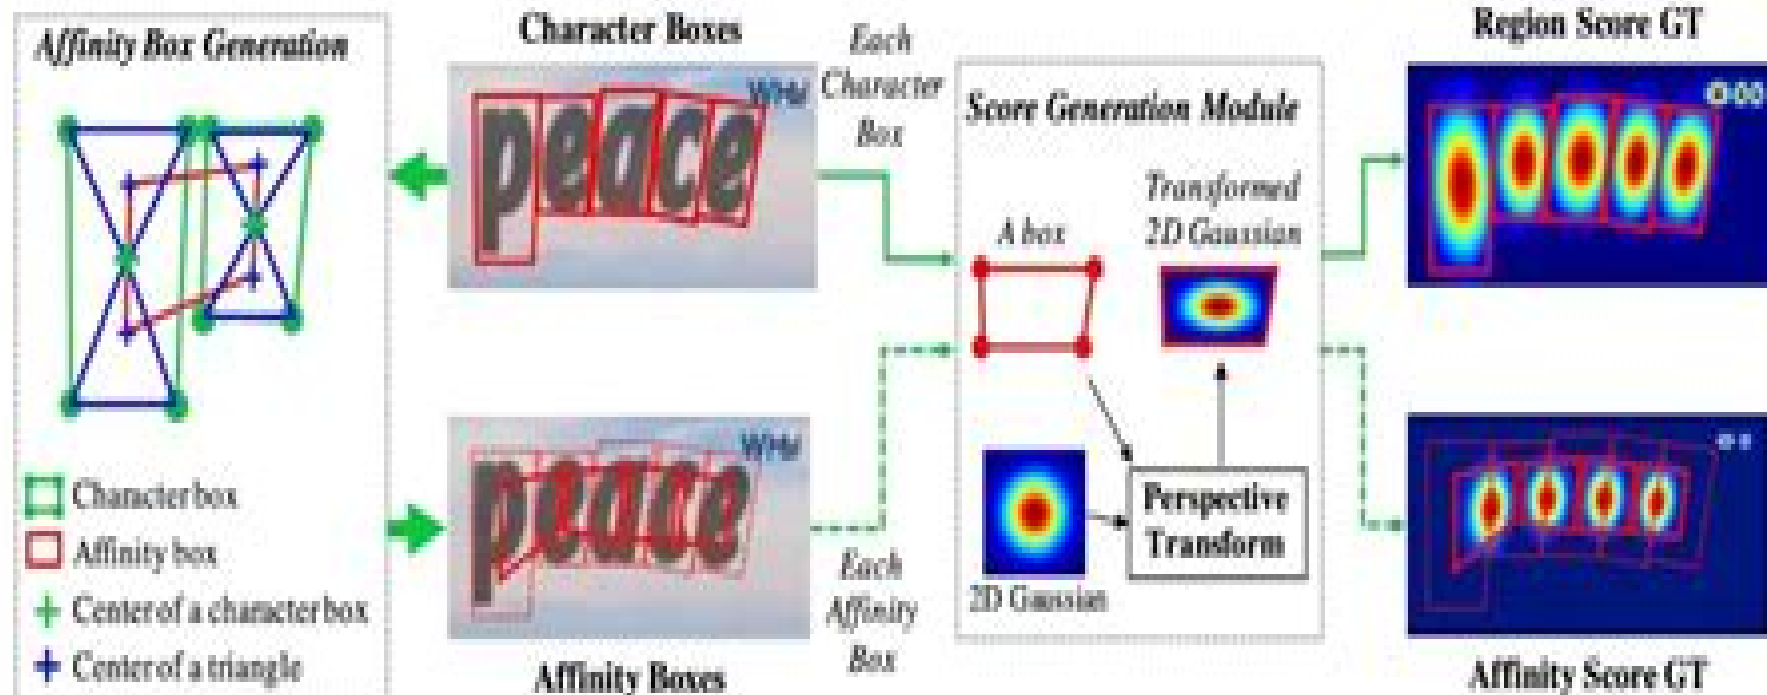 Affinity Box Generation
Character box
Affinity box
Center of a character box
Center of a triangle
Character Boxes
peace
Each
Character
Box
peace
Affinity Boxes
Each
Affinity
Box
Score Generation Module
A box
Transformed
2D Gaussian
2D Gaussian
Perspective
Transform
Region Score GT
Affinity Score GT